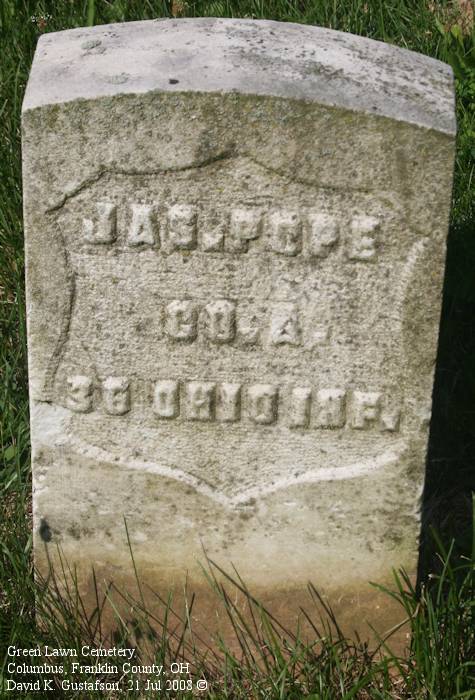 JAS. POPE
CO. A.
36 OHIO INF.
Green Lawn Cemetery,
Columbus, Franklin County, OH
David K. Gustafson, 21 Jul 2008 ©